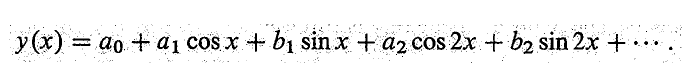 y(x) = a₀ + a₁ cos x + b₁ sin x + a₂ cos 2x + b₂ sin 2x + ⋯ .